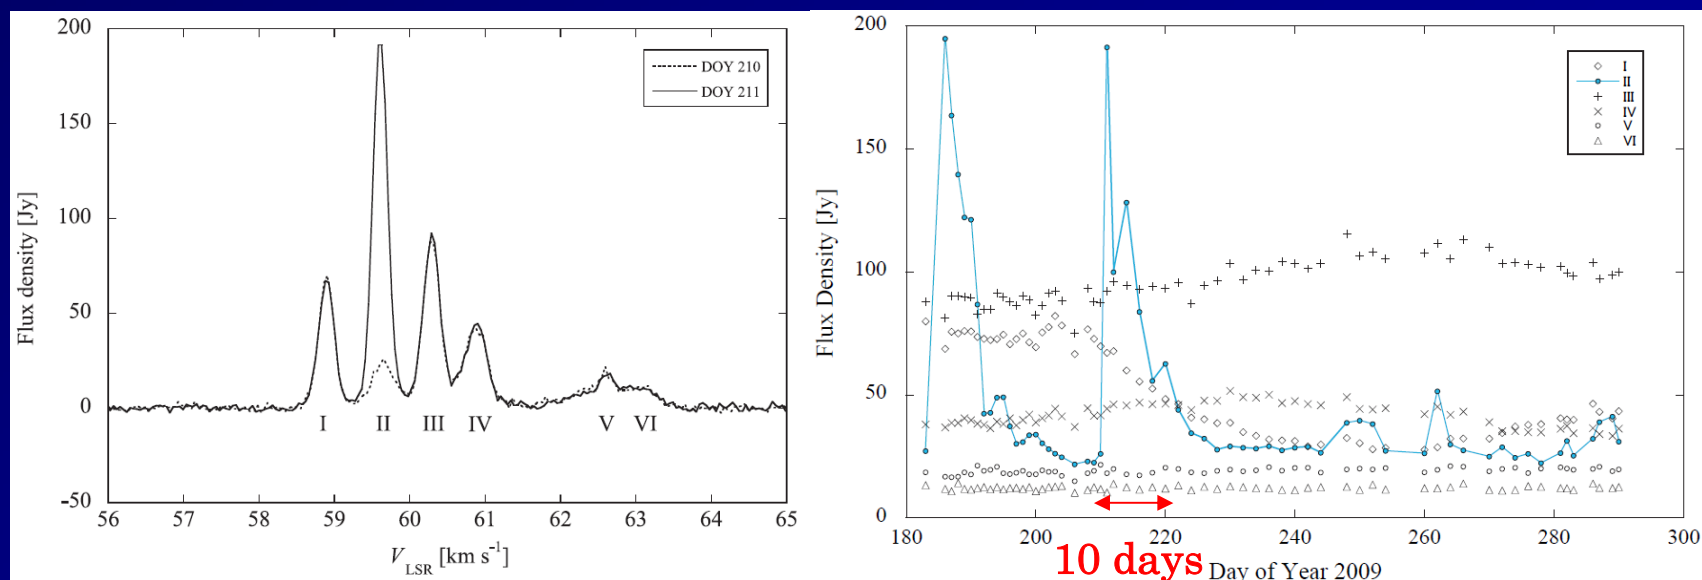 200
150
100
50
0
-50
Flux density [Jy]
DOY 210
DOY 211
I II III IV V VI
56 57 58 59 60 61 62 63 64 65
V_LSR [km s⁻¹]
200
150
100
50
0
Flux Density [Jy]
I
II
III
IV
V
VI
180 200 220 240 260 280 300
10 days
Day of Year 2009